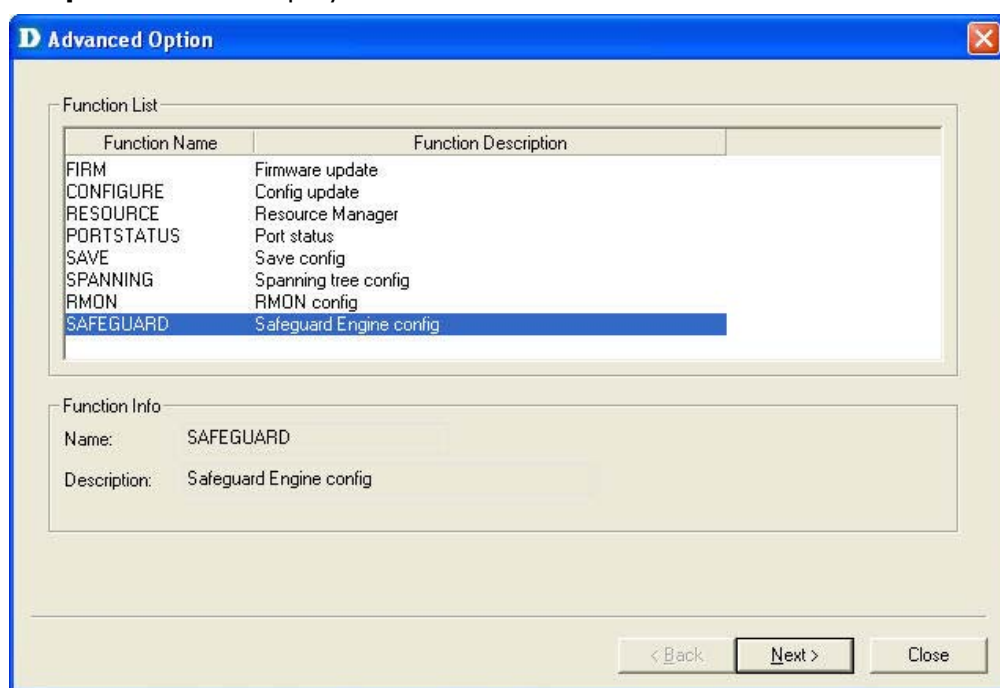 D Advanced Option
Function List
Function Name Function Description
FIRM Firmware update
CONFIGURE Config update
RESOURCE Resource Manager
PORTSTATUS Port status
SAVE Save config
SPANNING Spanning tree config
RMON RMON config
SAFEGUARD Safeguard Engine config
Function Info
Name: SAFEGUARD
Description: Safeguard Engine config
< Back Next > Close